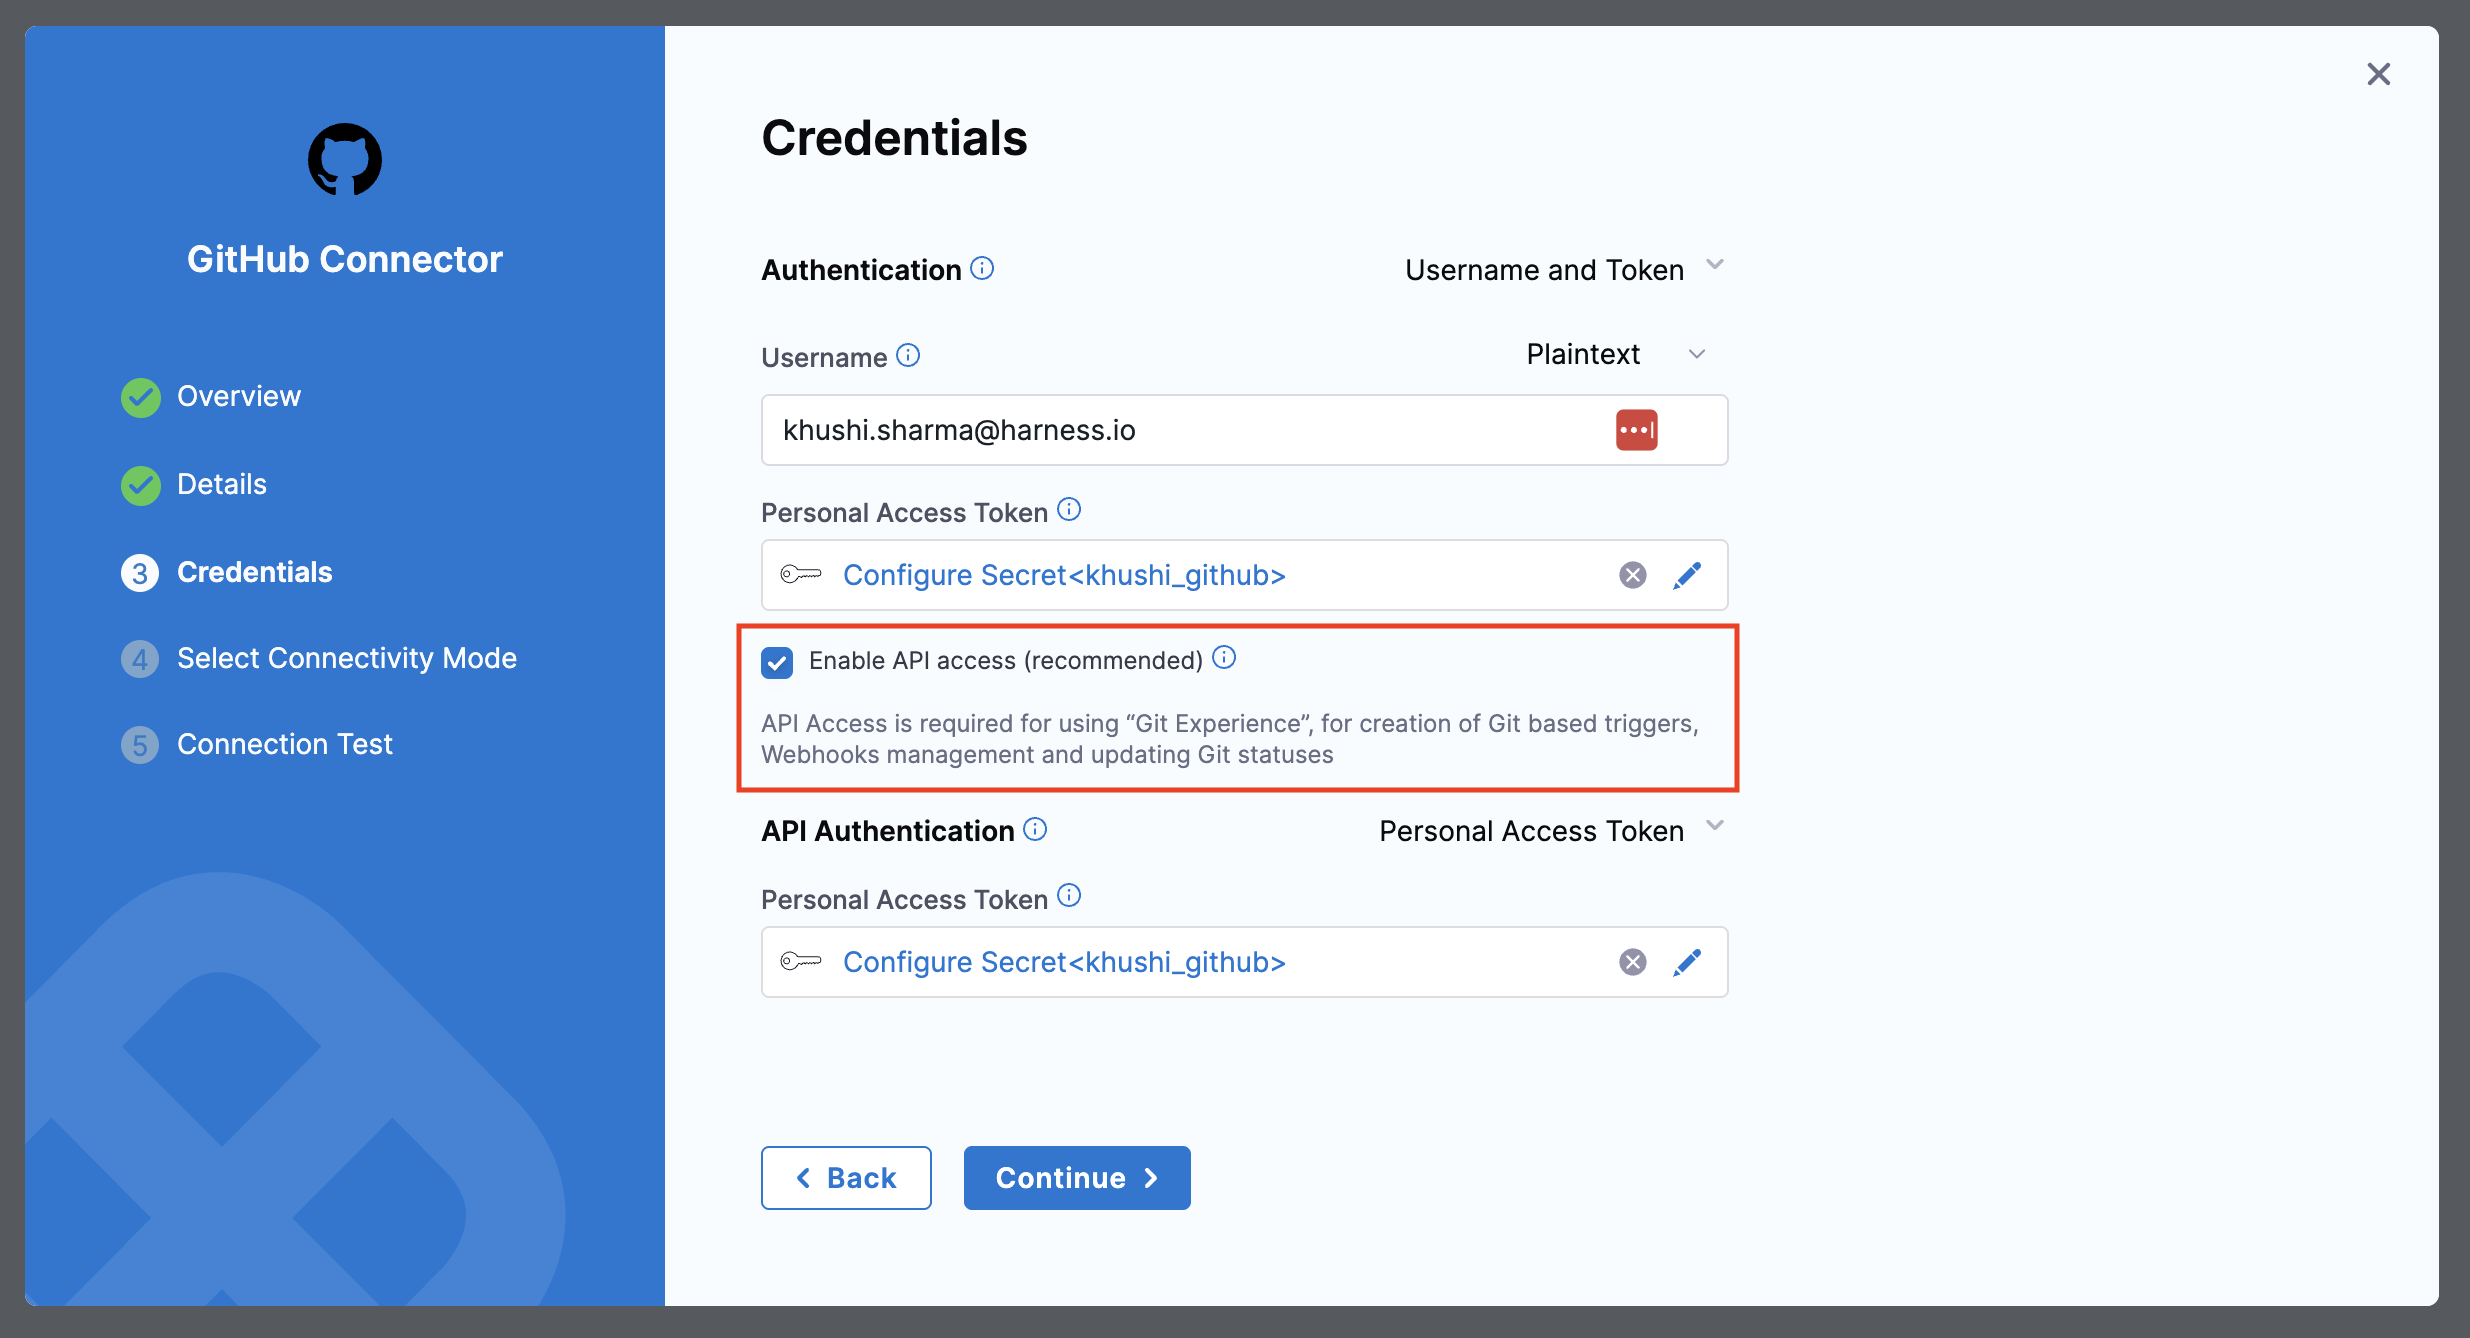 GitHub Connector
Overview
Details
3 Credentials
4 Select Connectivity Mode
5 Connection Test
Credentials
Authentication Username and Token
Username Plaintext
khushi.sharma@harness.io
Personal Access Token
Configure Secret<khushi_github>
Enable API access (recommended)
API Access is required for using “Git Experience”, for creation of Git based triggers,
Webhooks management and updating Git statuses
API Authentication Personal Access Token
Personal Access Token
Configure Secret<khushi_github>
Back Continue